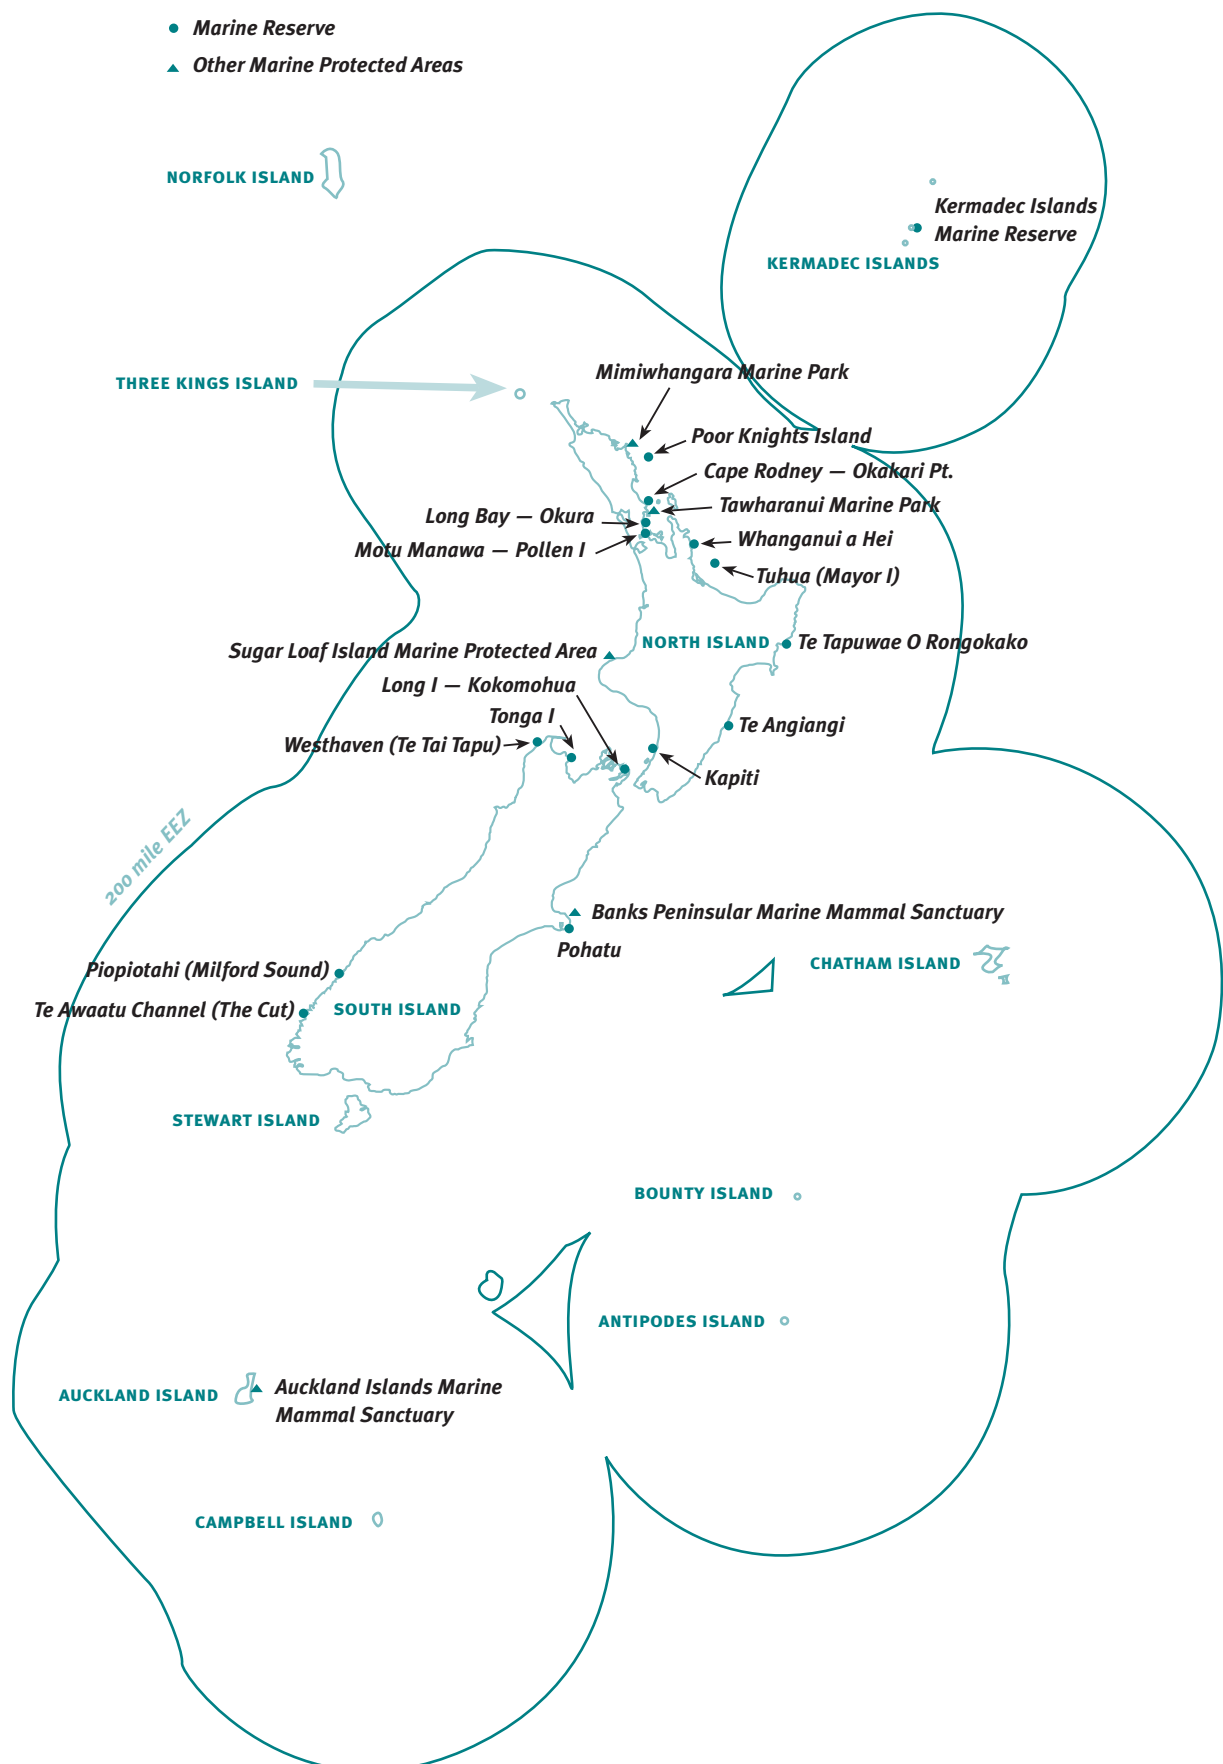 Marine Reserve
Other Marine Protected Areas
NORFOLK ISLAND
Kermadec Islands
Marine Reserve
KERMADEC ISLANDS
THREE KINGS ISLAND
Mimiwhangara Marine Park
Poor Knights Island
Cape Rodney — Okakari Pt.
Tawharanui Marine Park
Long Bay — Okura
Whanganui a Hei
Motu Manawa — Pollen I
Tuhua (Mayor I)
NORTH ISLAND
Te Tapuwae O Rongokako
Sugar Loaf Island Marine Protected Area
Long I — Kokomohua
Tonga I
Te Angiangi
Westhaven (Te Tai Tapu)
Kapiti
200 mile EEZ
Banks Peninsular Marine Mammal Sanctuary
Pohatu
CHATHAM ISLAND
Piopiotahi (Milford Sound)
Te Awaatu Channel (The Cut)
SOUTH ISLAND
STEWART ISLAND
BOUNTY ISLAND
ANTIPODES ISLAND
AUCKLAND ISLAND
Auckland Islands Marine
Mammal Sanctuary
CAMPBELL ISLAND